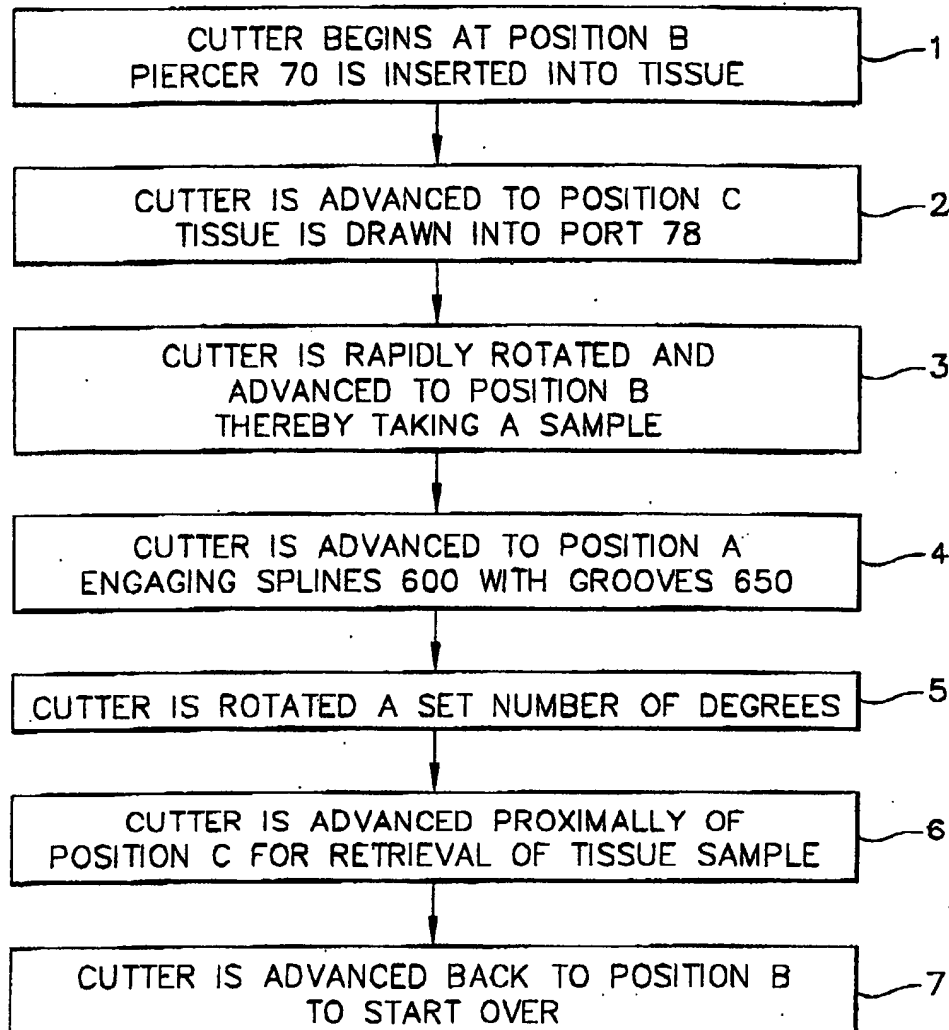 CUTTER BEGINS AT POSITION B
PIERCER 70 IS INSERTED INTO TISSUE
1
CUTTER IS ADVANCED TO POSITION C
TISSUE IS DRAWN INTO PORT 78
2
CUTTER IS RAPIDLY ROTATED AND
ADVANCED TO POSITION B
THEREBY TAKING A SAMPLE
3
CUTTER IS ADVANCED TO POSITION A
ENGAGING SPLINES 600 WITH GROOVES 650
4
CUTTER IS ROTATED A SET NUMBER OF DEGREES
5
CUTTER IS ADVANCED PROXIMALLY OF
POSITION C FOR RETRIEVAL OF TISSUE SAMPLE
6
CUTTER IS ADVANCED BACK TO POSITION B
TO START OVER
7